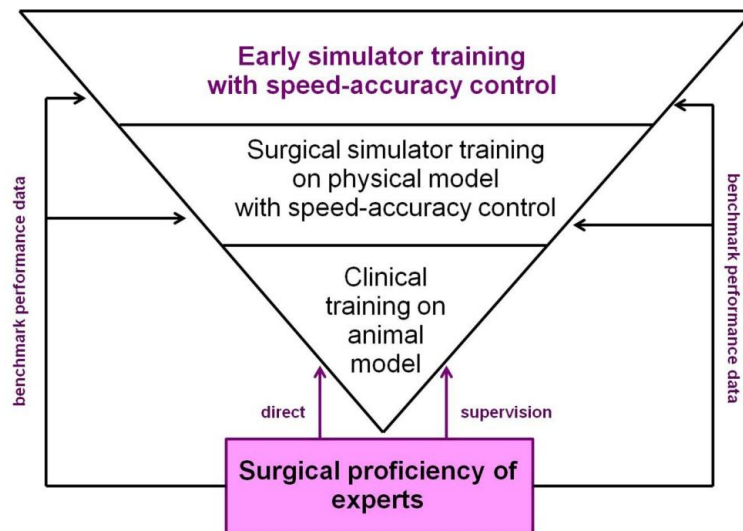 Early simulator training
with speed-accuracy control
Surgical simulator training
on physical model
with speed-accuracy control
Clinical
training on
animal
model
benchmark performance data
benchmark performance data
direct
supervision
Surgical proficiency of
experts